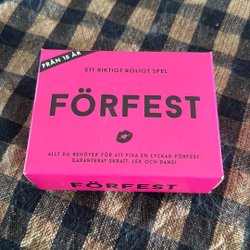 FRÅN 18 ÅR
ETT RIKTIGT ROLIGT SPEL
FÖRFEST
ALLT DU BEHÖVER FÖR ATT FIXA EN LYCKAD FÖRFEST.
GARANTERAT SKRATT, LEK OCH DANS!
FÖRFEST